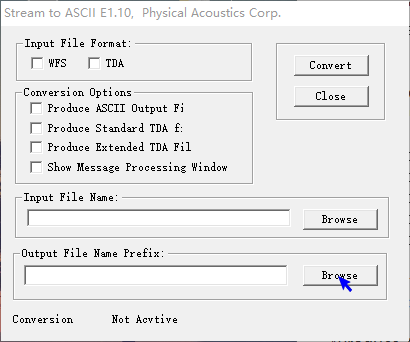 Stream to ASCII E1.10, Physical Acoustics Corp.
Input File Format:
WFS TDA
Convert
Close
Conversion Options
Produce ASCII Output Fi
Produce Standard TDA f:
Produce Extended TDA Fil
Show Message Processing Window
Input File Name:
Browse
Output File Name Prefix:
Browse
Conversion Not Acvtive